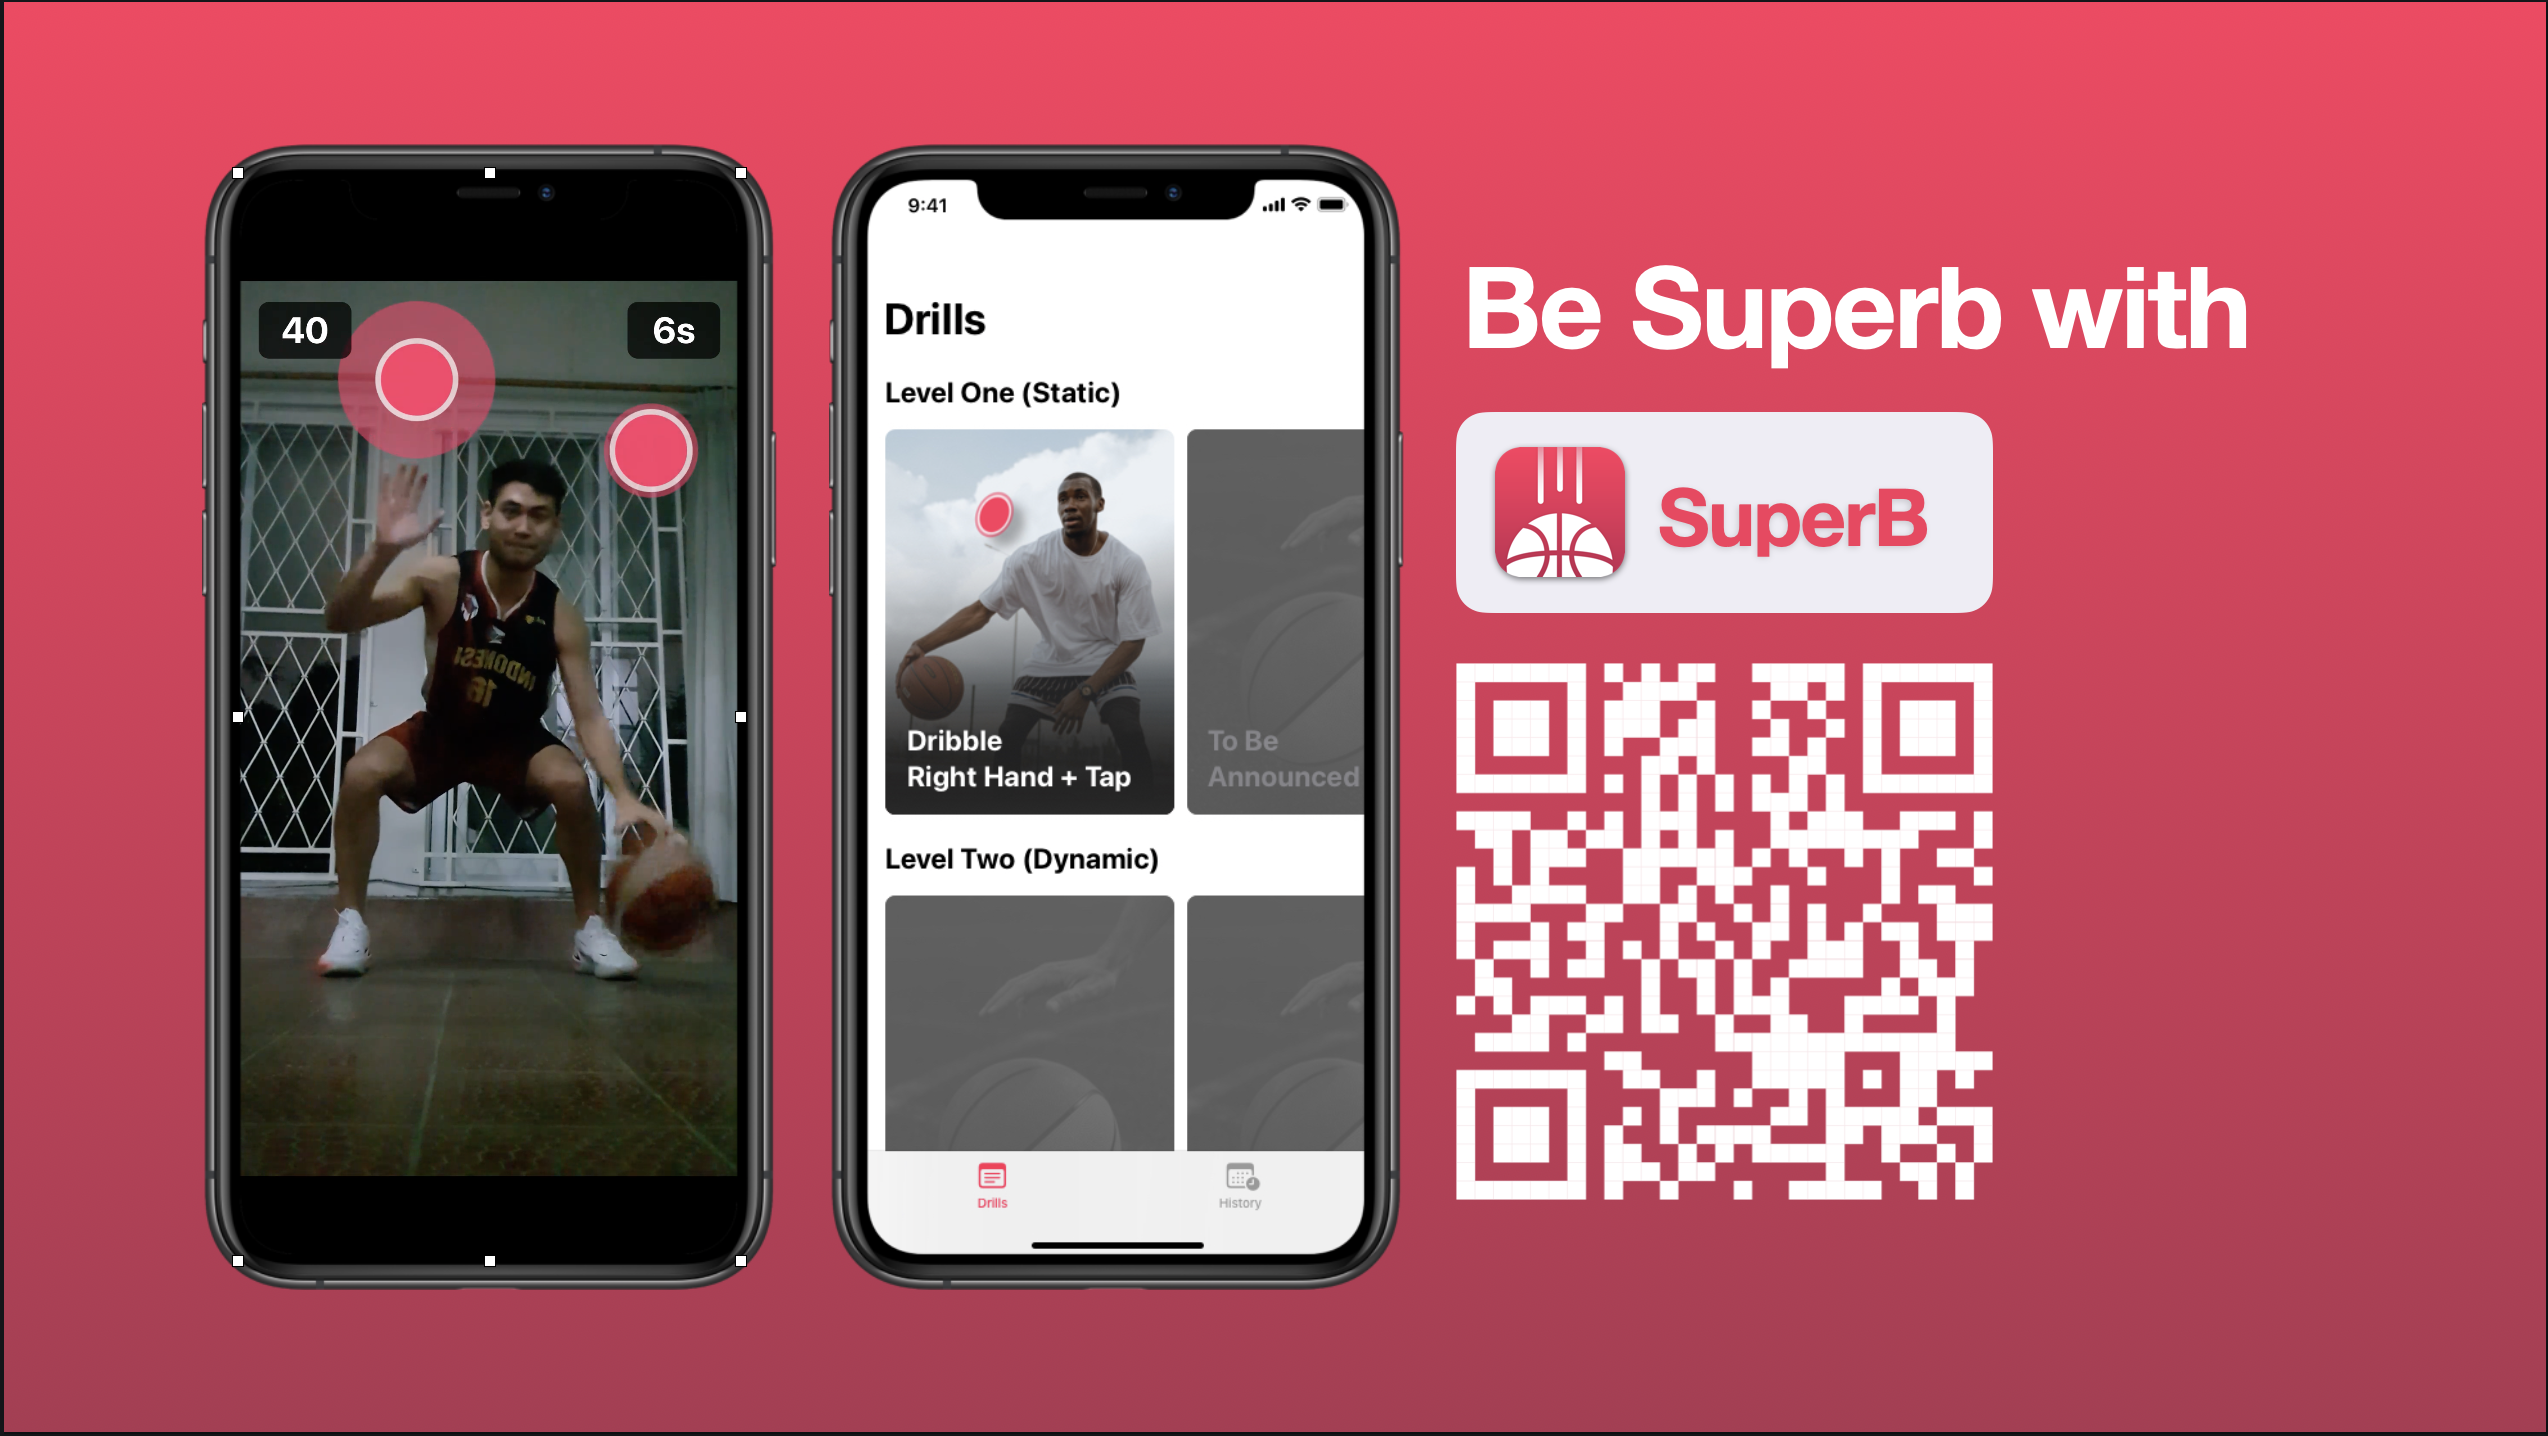 40
6s
INDONESI
16
9:41
Drills
Level One (Static)
Dribble
Right Hand + Tap
To Be
Announced
Level Two (Dynamic)
Drills
History
Be Superb with
SuperB